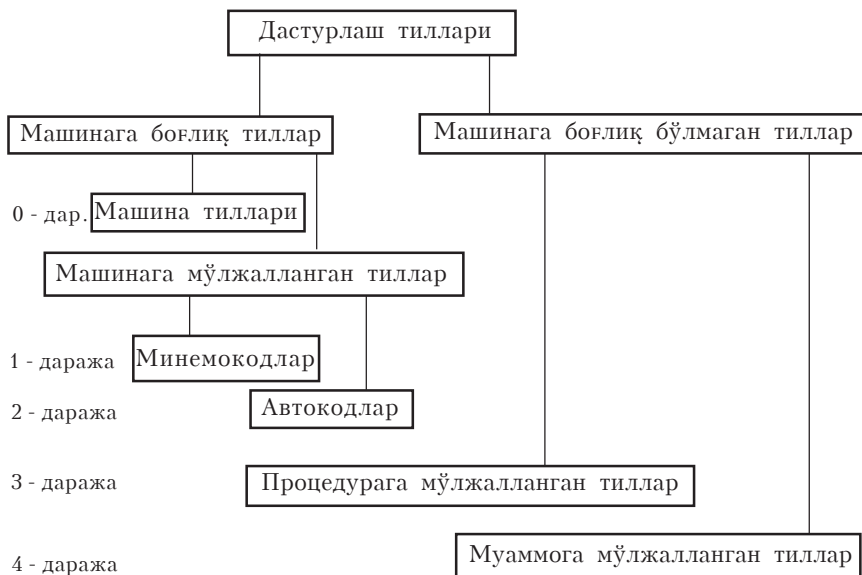 Дастурлаш тиллари
Машинага боғлиқ тиллар
Машинага боғлиқ бўлмаган тиллар
0 - дар. Машина тиллари
Машинага мўлжалланган тиллар
1 - даража Минемокодлар
2 - даража Автокодлар
3 - даража Процедурага мўлжалланган тиллар
4 - даража Муаммога мўлжалланган тиллар